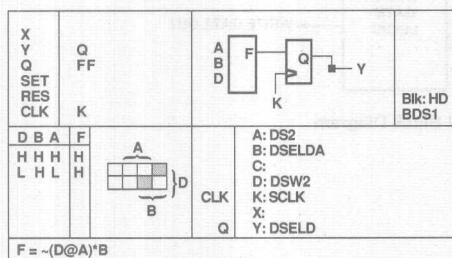 X
Y Q
Q FF
SET
RES
CLK K
A
B F
D
Q
Y
K
Blk: HD
BDS1
D B A F
H H H H
L H L H
A
D
B
A: DS2
B: DSELDA
C:
D: DSW2
CLK K: SCLK
X:
Q Y: DSELD
F = ~(D@A)*B